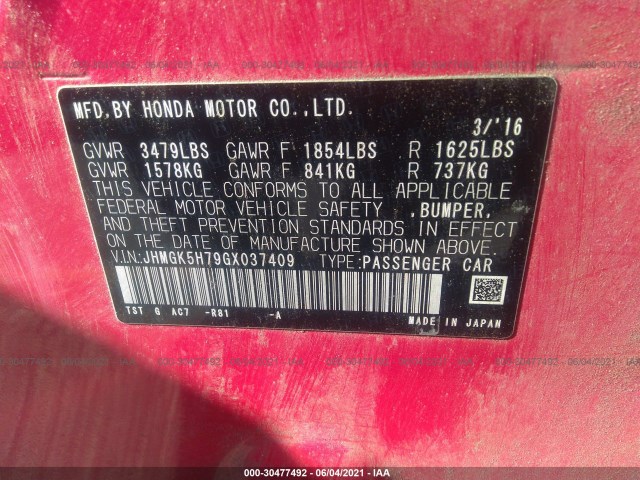 MFD.BY HONDA MOTOR CO.,LTD.
3/'16
GVWR 3479LBS GAWR F 1854LBS R 1625LBS
GVWR 1578KG GAWR F 841KG R 737KG
THIS VEHICLE CONFORMS TO ALL APPLICABLE
FEDERAL MOTOR VEHICLE SAFETY ,BUMPER,
AND THEFT PREVENTION STANDARDS IN EFFECT
ON THE DATE OF MANUFACTURE SHOWN ABOVE.
V.I.N:JHMGK5H79GX037409 TYPE:PASSENGER CAR
TST G AC7 -R81 -A
MADE IN JAPAN
000-30477492 - 06/04/2021 - IAA